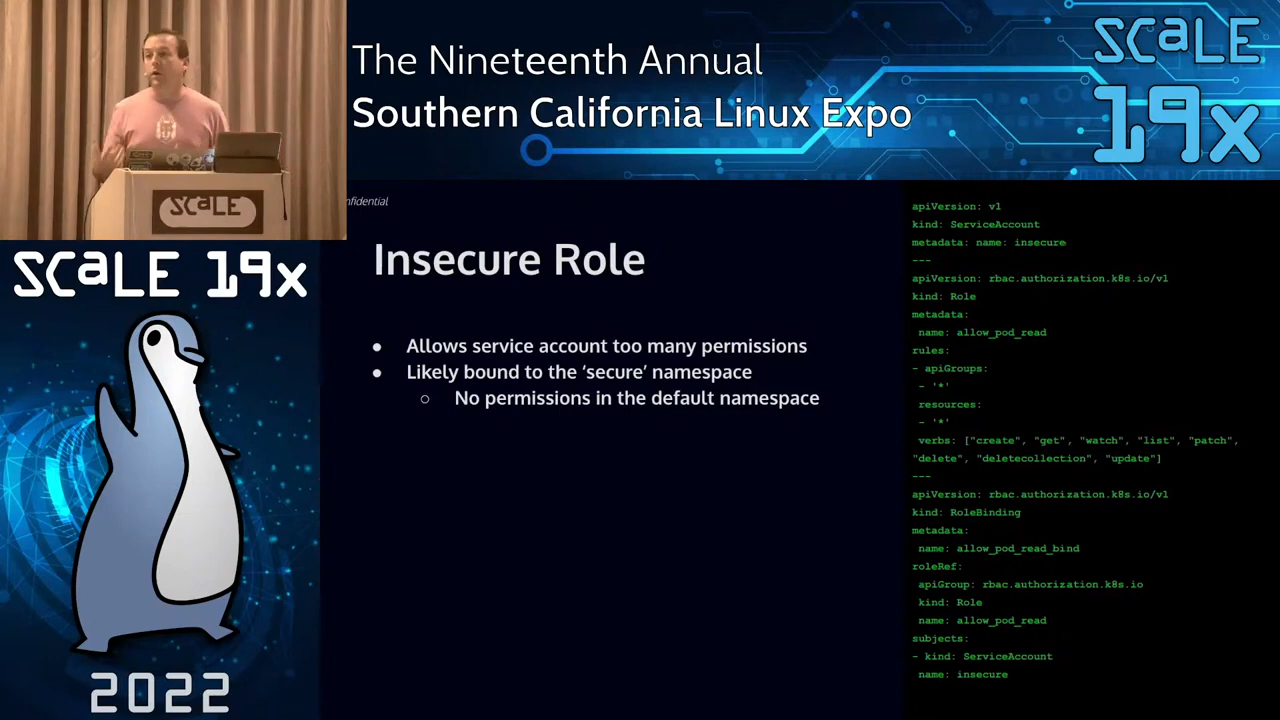 The Nineteenth Annual
Southern California Linux Expo
SCALE
19x
SCALE
SCALE 19x
2022
nfidential
Insecure Role
● Allows service account too many permissions
● Likely bound to the ‘secure’ namespace
○ No permissions in the default namespace
apiVersion: v1
kind: ServiceAccount
metadata: name: insecure
---
apiVersion: rbac.authorization.k8s.io/v1
kind: Role
metadata:
name: allow_pod_read
rules:
- apiGroups:
- '*'
resources:
- '*'
verbs: ["create", "get", "watch", "list", "patch",
"delete", "deletecollection", "update"]
---
apiVersion: rbac.authorization.k8s.io/v1
kind: RoleBinding
metadata:
name: allow_pod_read_bind
roleRef:
apiGroup: rbac.authorization.k8s.io
kind: Role
name: allow_pod_read
subjects:
- kind: ServiceAccount
name: insecure